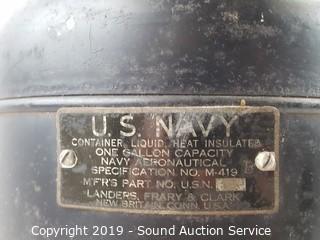 U.S. NAVY
CONTAINER, LIQUID, HEAT INSULATED
ONE GALLON CAPACITY
NAVY AERONAUTICAL
SPECIFICATION NO. M-419
M'F'R'S PART NO. U.S.N.
LANDERS, FRARY & CLARK
NEW BRITAIN, CONN. U.S.A.
Copyright 2019 - Sound Auction Service